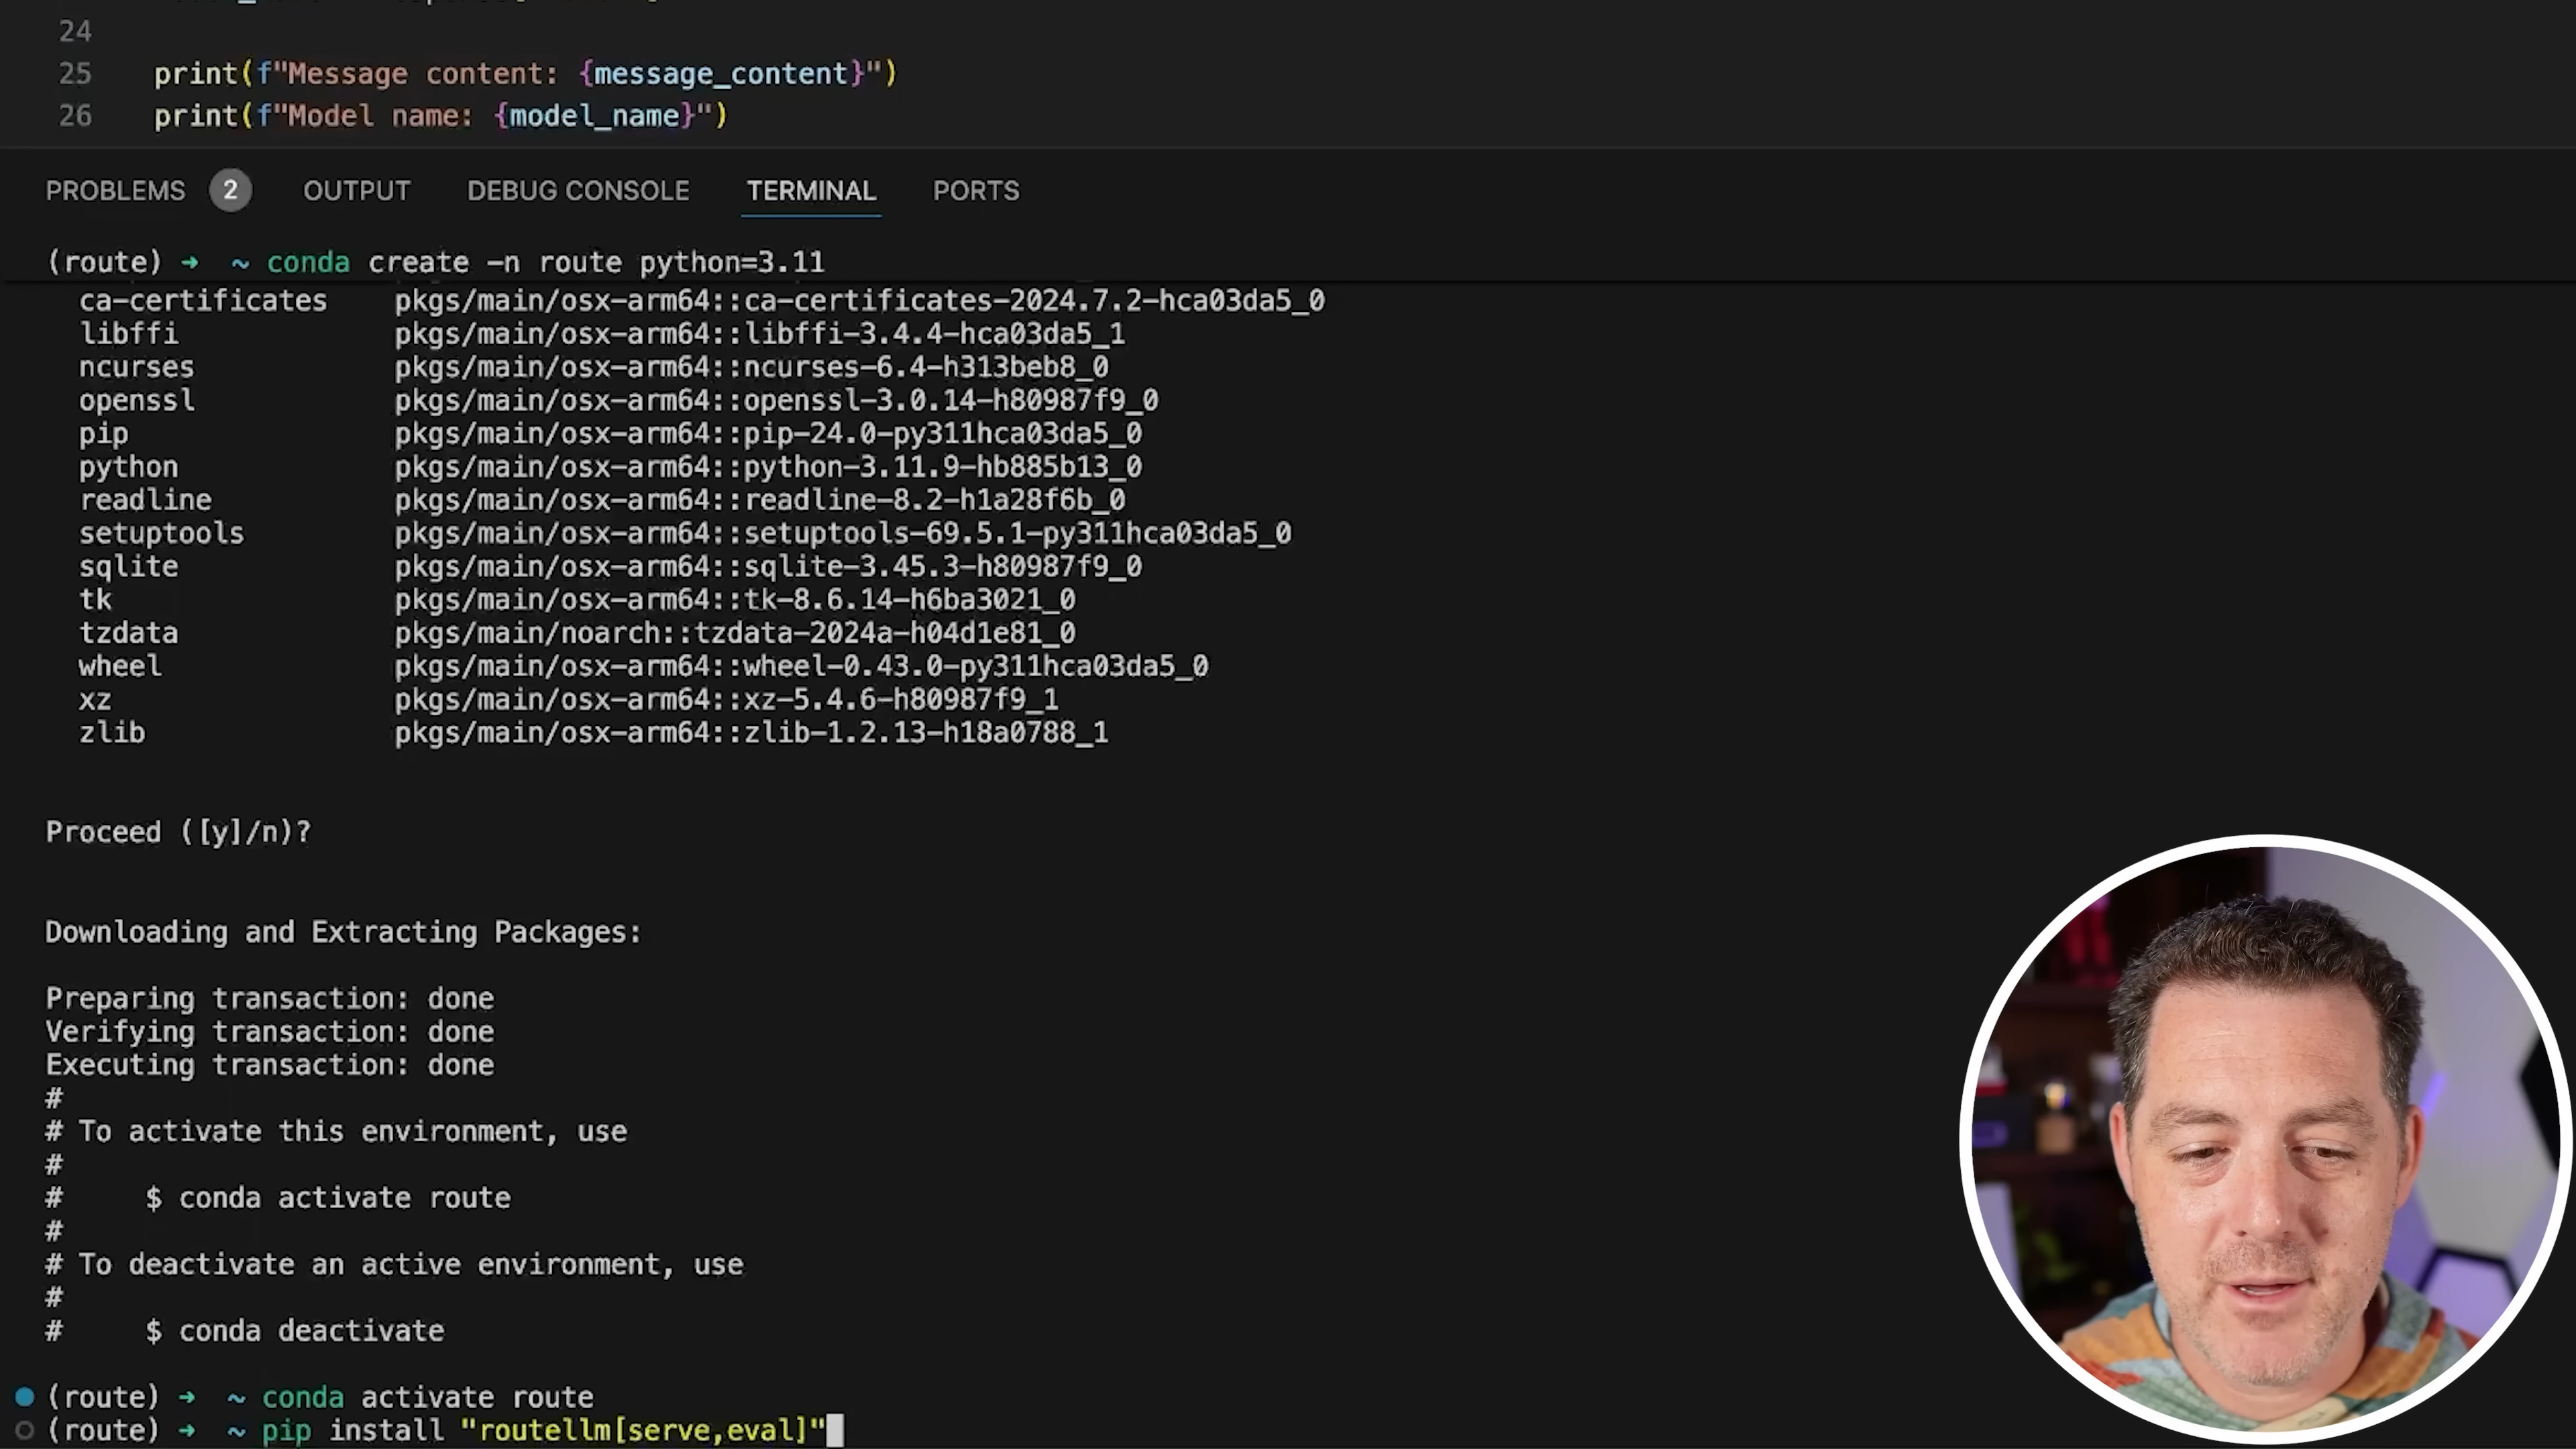 24
25 print(f"Message content: {message_content}")
26 print(f"Model name: {model_name}")
PROBLEMS 2 OUTPUT DEBUG CONSOLE TERMINAL PORTS
(route) ➜ ~ conda create -n route python=3.11
ca-certificates pkgs/main/osx-arm64::ca-certificates-2024.7.2-hca03da5_0
libffi pkgs/main/osx-arm64::libffi-3.4.4-hca03da5_1
ncurses pkgs/main/osx-arm64::ncurses-6.4-h313beb8_0
openssl pkgs/main/osx-arm64::openssl-3.0.14-h80987f9_0
pip pkgs/main/osx-arm64::pip-24.0-py311hca03da5_0
python pkgs/main/osx-arm64::python-3.11.9-hb885b13_0
readline pkgs/main/osx-arm64::readline-8.2-h1a28f6b_0
setuptools pkgs/main/osx-arm64::setuptools-69.5.1-py311hca03da5_0
sqlite pkgs/main/osx-arm64::sqlite-3.45.3-h80987f9_0
tk pkgs/main/osx-arm64::tk-8.6.14-h6ba3021_0
tzdata pkgs/main/noarch::tzdata-2024a-h04d1e81_0
wheel pkgs/main/osx-arm64::wheel-0.43.0-py311hca03da5_0
xz pkgs/main/osx-arm64::xz-5.4.6-h80987f9_1
zlib pkgs/main/osx-arm64::zlib-1.2.13-h18a0788_1
Proceed ([y]/n)?
Downloading and Extracting Packages:
Preparing transaction: done
Verifying transaction: done
Executing transaction: done
#
# To activate this environment, use
#
# $ conda activate route
#
# To deactivate an active environment, use
#
# $ conda deactivate
(route) ➜ ~ conda activate route
(route) ➜ ~ pip install "routellm[serve,eval]"